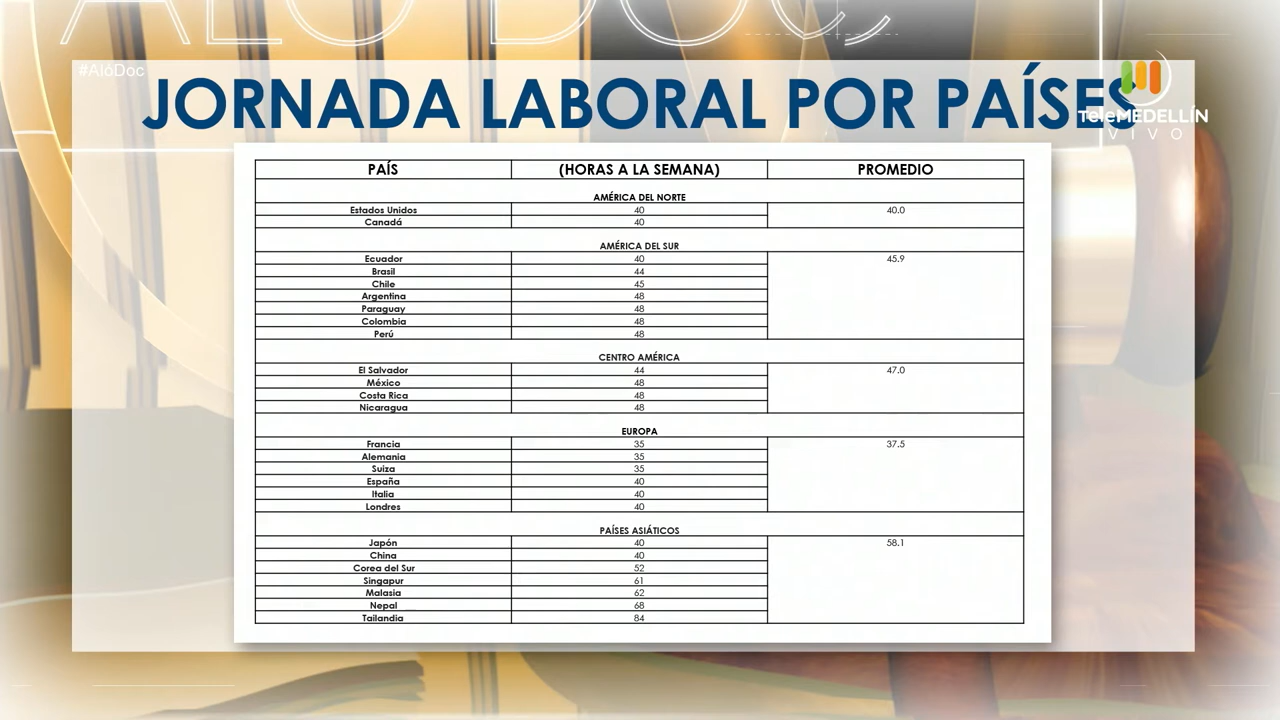 ALÓ DOC
#AlóDoc
JORNADA LABORAL POR PAÍSES
TeleMEDELLÍN
VIVO
PAÍS (HORAS A LA SEMANA) PROMEDIO
AMÉRICA DEL NORTE
Estados Unidos 40 40.0
Canadá 40
AMÉRICA DEL SUR
Ecuador 40 45.9
Brasil 44
Chile 45
Argentina 48
Paraguay 48
Colombia 48
Perú 48
CENTRO AMÉRICA
El Salvador 44 47.0
México 48
Costa Rica 48
Nicaragua 48
EUROPA
Francia 35 37.5
Alemania 35
Suiza 35
España 40
Italia 40
Londres 40
PAÍSES ASIÁTICOS
Japón 40 58.1
China 40
Corea del Sur 52
Singapur 61
Malasia 62
Nepal 68
Tailandia 84